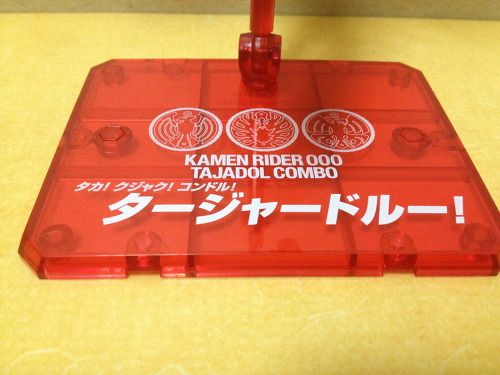 KAMEN RIDER OOO
TAJADOL COMBO
タカ! クジャク! コンドル!
タージャードルー!